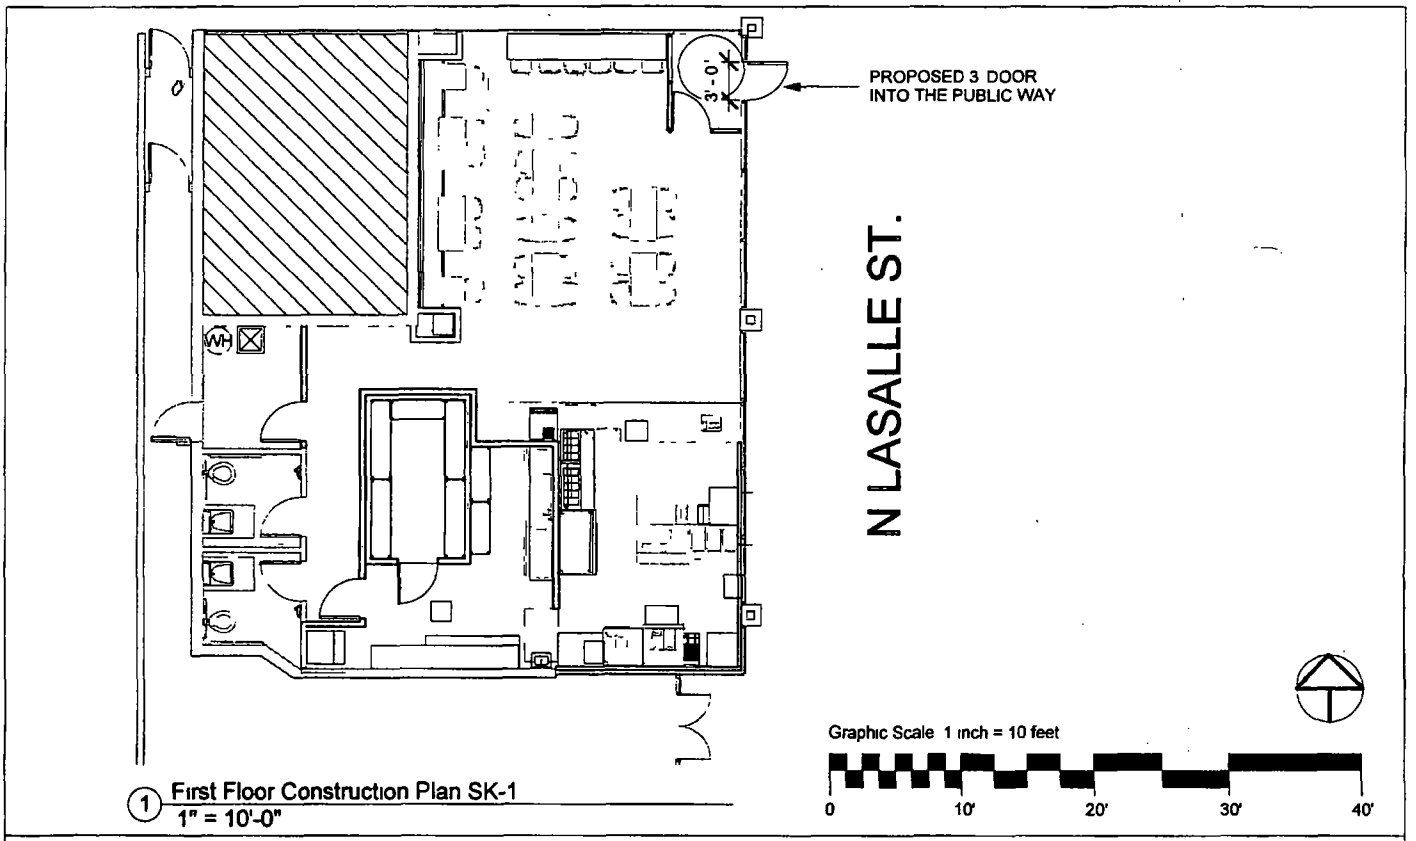 PROPOSED 3 DOOR
INTO THE PUBLIC WAY
3'-0'
N LASALLE ST.
WH
Graphic Scale 1 inch = 10 feet
0 10' 20' 30' 40'
1 First Floor Construction Plan SK-1
1" = 10'-0"